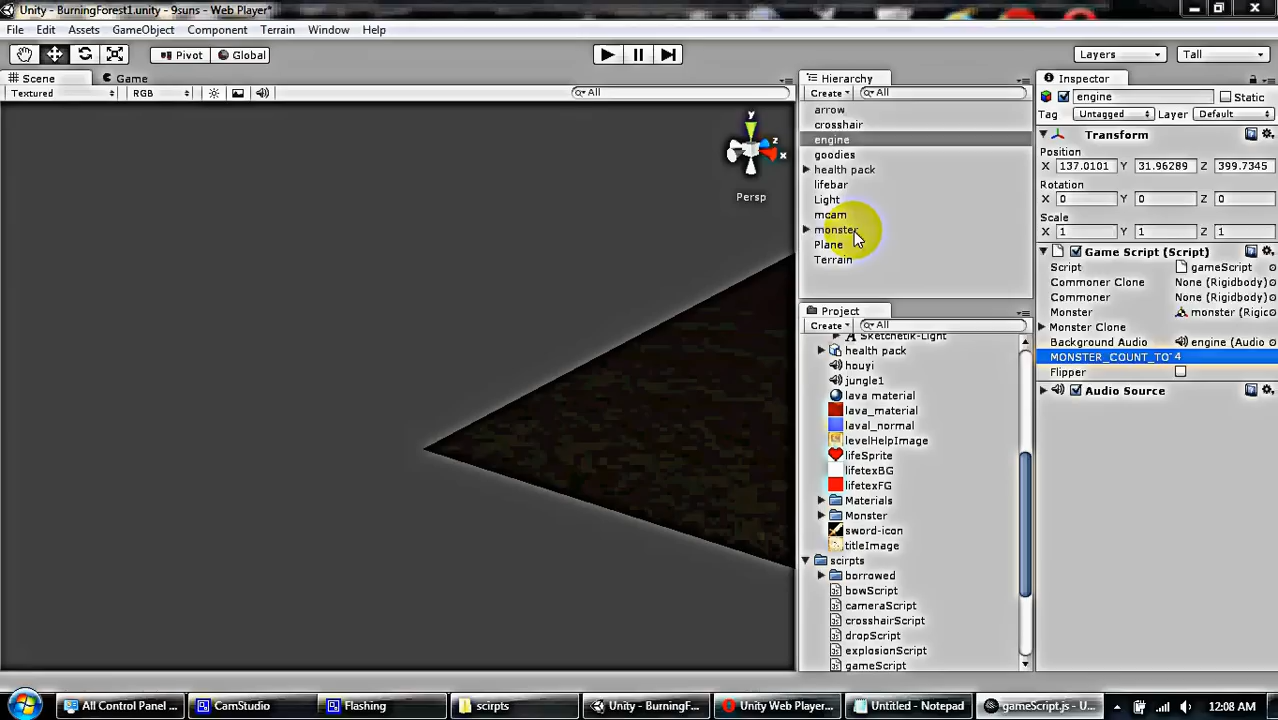 Unity - BurningForest1.unity - 9suns - Web Player*
File Edit Assets GameObject Component Terrain Window Help
Pivot Global Layers Tall
Scene Game
Textured RGB All
y
z
x
Persp
Hierarchy
Create All
arrow
crosshair
engine
goodies
health pack
lifebar
Light
mcam
monster
Plane
Terrain
Project
Create All
Sketchetik-Light
health pack
houyi
jungle1
lava material
lava_material
laval_normal
levelHelpImage
lifeSprite
lifetexBG
lifetexFG
Materials
Monster
sword-icon
titleImage
scirpts
borrowed
bowScript
cameraScript
crosshairScript
dropScript
explosionScript
gameScript
Inspector
engine Static
Tag Untagged Layer Default
Transform
Position
X 137.0101 Y 31.96289 Z 399.7345
Rotation
X 0 Y 0 Z 0
Scale
X 1 Y 1 Z 1
Game Script (Script)
Script gameScript
Commoner Clone None (Rigidbody)
Commoner None (Rigidbody)
Monster monster (Rigid
Monster Clone
Background Audio engine (Audio
MONSTER_COUNT_TO 4
Flipper
Audio Source
All Control Panel ... CamStudio Flashing scirpts Unity - BurningF... Unity Web Player... Untitled - Notepad gameScript.js - U... 12:08 AM